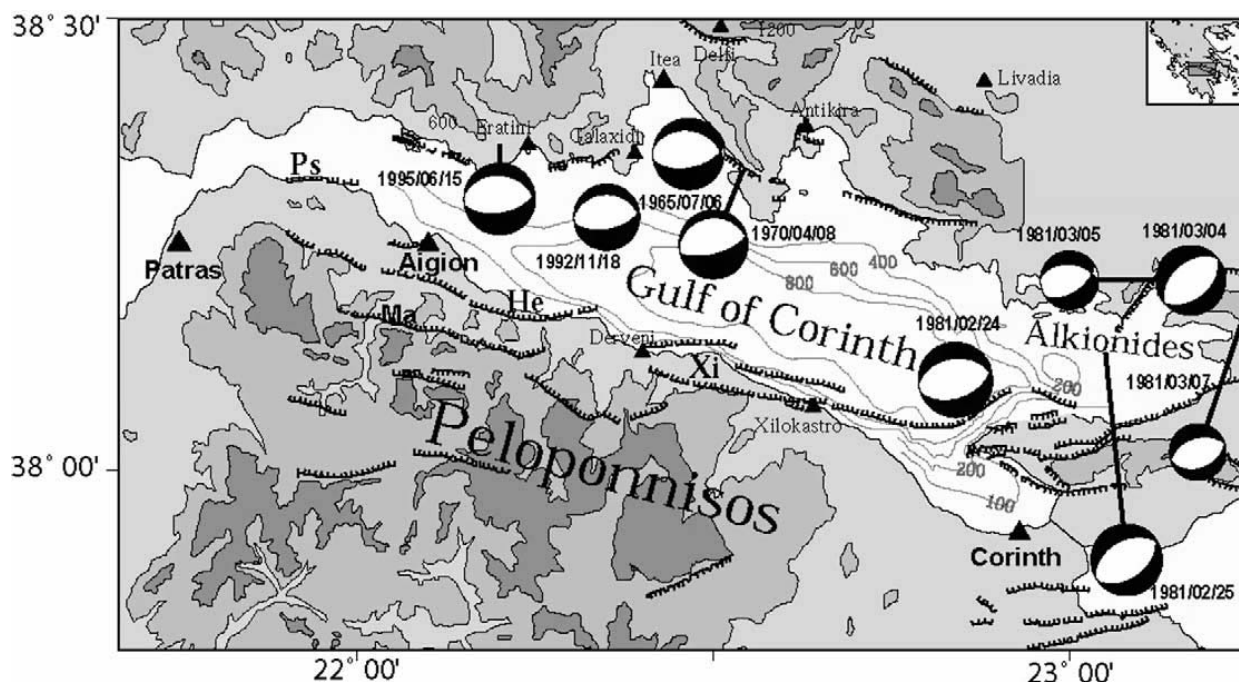 38° 30'
1200
Delfi
Itea
Livadia
Antikira
600
Eratini
Galaxidi
Ps
1995/06/15
1965/07/06
1970/04/08
1992/11/18
1981/03/05
1981/03/04
Patras
Aigion
400
600
800
Gulf of Corinth
He
Ma
1981/02/24
Alkionides
Derveni
Xi
200
1981/03/07
Xilokastro
Peloponnisos
38° 00'
200
100
Corinth
1981/02/25
22° 00'
23° 00'